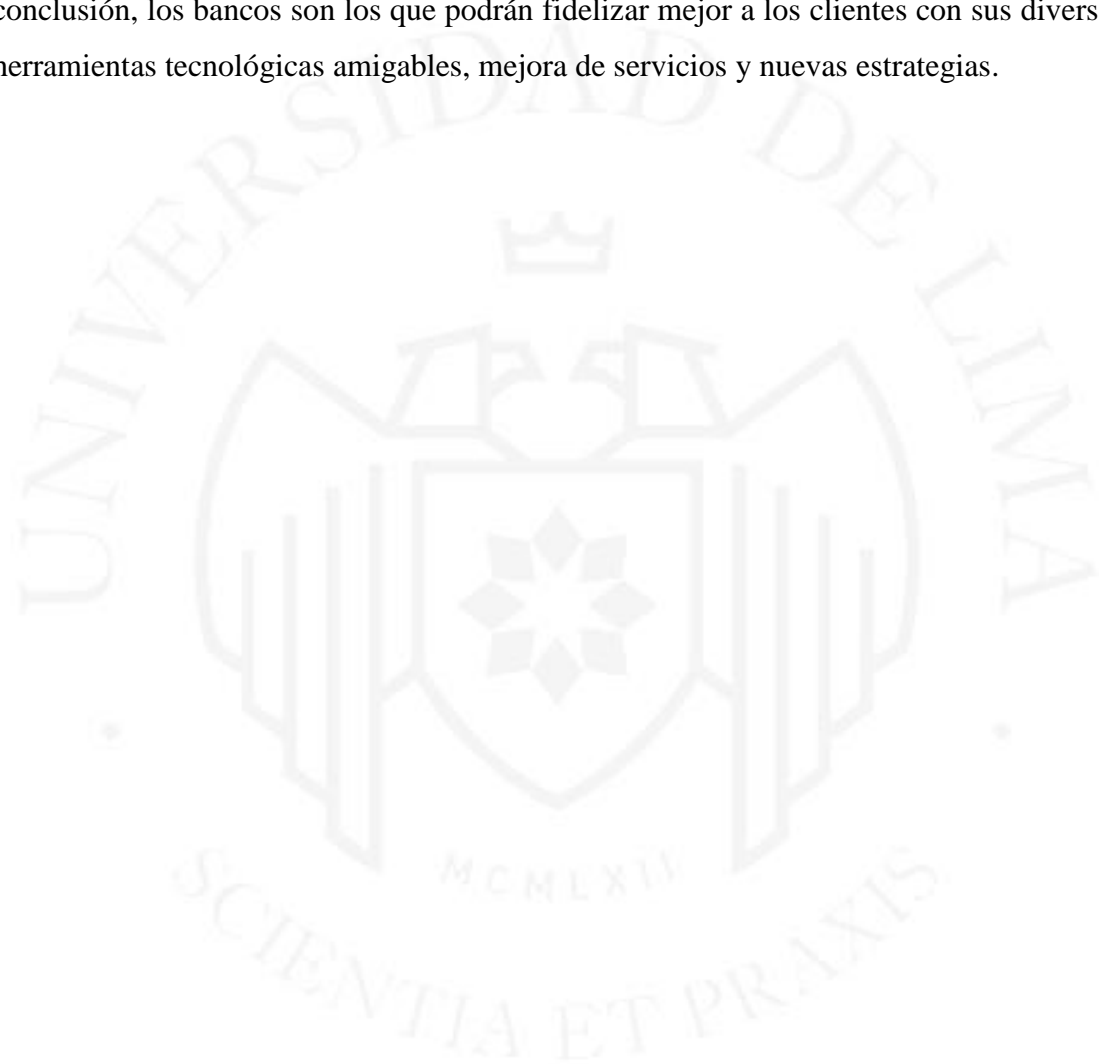 conclusión, los bancos son los que podrán fidelizar mejor a los clientes con sus divers
herramientas tecnológicas amigables, mejora de servicios y nuevas estrategias.
UNIVERSIDAD DE LIMA
MCMLXII
SCIENTIA ET PRAXIS